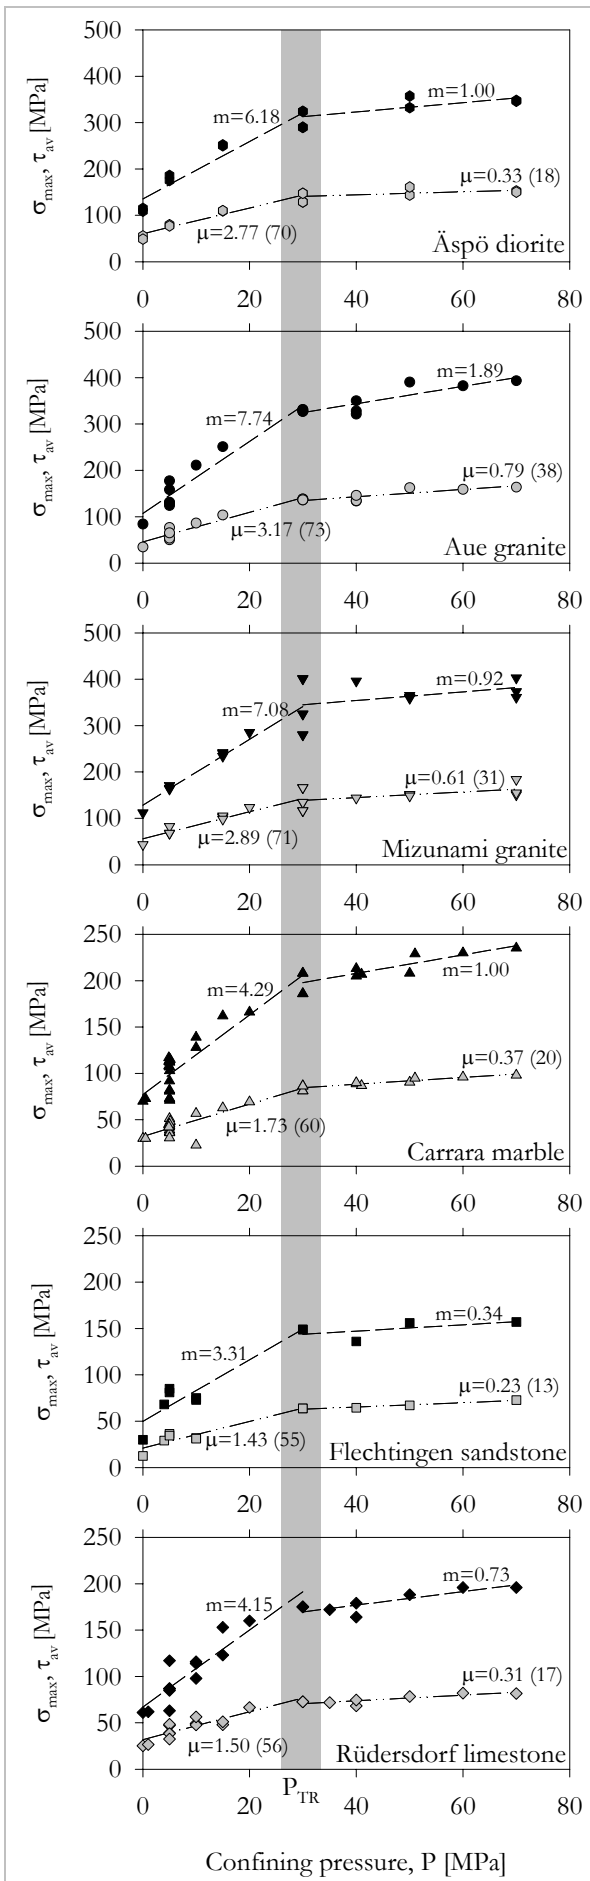 500
400
300
200
100
0
σmax, τav [MPa]
m=6.18
m=1.00
μ=0.33 (18)
μ=2.77 (70)
Äspö diorite
0 20 40 60 80
500
400
300
200
100
0
σmax, τav [MPa]
m=1.89
m=7.74
μ=0.79 (38)
μ=3.17 (73)
Aue granite
0 20 40 60 80
500
400
300
200
100
0
σmax, τav [MPa]
m=0.92
m=7.08
μ=0.61 (31)
μ=2.89 (71)
Mizunami granite
0 20 40 60 80
250
200
150
100
50
0
σmax, τav [MPa]
m=4.29
m=1.00
μ=0.37 (20)
μ=1.73 (60)
Carrara marble
0 20 40 60 80
250
200
150
100
50
0
σmax, τav [MPa]
m=0.34
m=3.31
μ=0.23 (13)
μ=1.43 (55)
Flechtingen sandstone
0 20 40 60 80
250
200
150
100
50
0
σmax, τav [MPa]
m=0.73
m=4.15
μ=0.31 (17)
μ=1.50 (56)
Rüdersdorf limestone
PTR
0 20 40 60 80
Confining pressure, P [MPa]